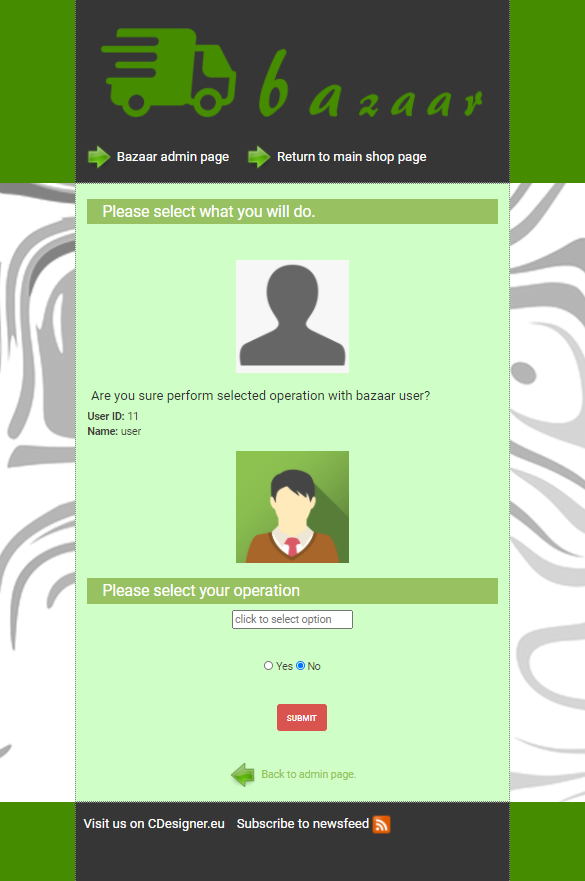 bazaar
Bazaar admin page Return to main shop page
Please select what you will do.
Are you sure perform selected operation with bazaar user?
User ID: 11
Name: user
Please select your operation
click to select option
Yes No
SUBMIT
Back to admin page.
Visit us on CDesigner.eu Subscribe to newsfeed